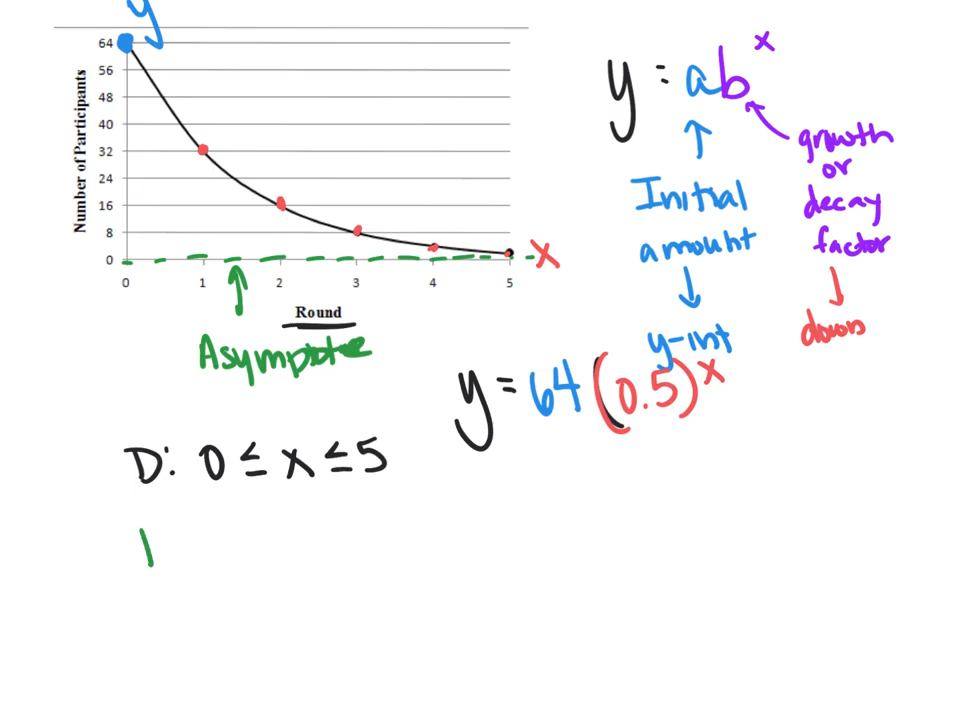 y
64
56
48
40
32
24
16
8
0
Number of Participants
0 1 2 3 4 5
x
Round
Asymptote
y = ab^x
Initial
amount
y-int
growth
or
decay
factor
down
y = 64(0.5)^x
D: 0 ≤ x ≤ 5